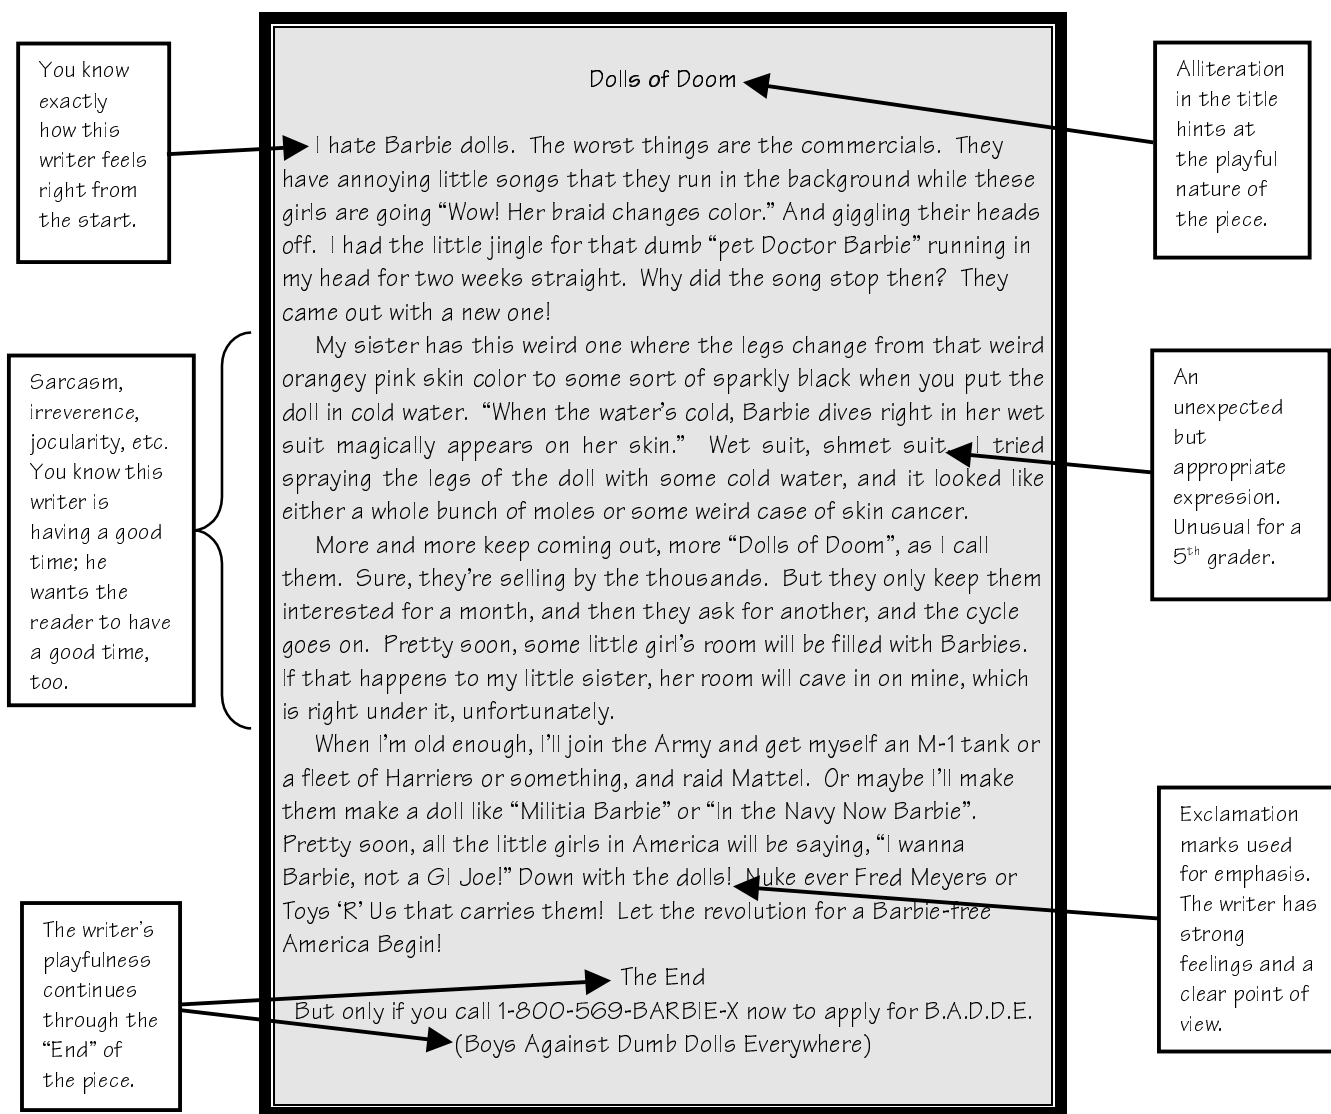 You know
exactly
how this
writer feels
right from
the start.
Alliteration
in the title
hints at
the playful
nature of
the piece.
Dolls of Doom
I hate Barbie dolls.  The worst things are the commercials.  They
have annoying little songs that they run in the background while these
girls are going “Wow! Her braid changes color.” And giggling their heads
off.  I had the little jingle for that dumb “pet Doctor Barbie” running in
my head for two weeks straight.  Why did the song stop then?  They
came out with a new one!
My sister has this weird one where the legs change from that weird
orangey pink skin color to some sort of sparkly black when you put the
doll in cold water.  “When the water’s cold, Barbie dives right in her wet
suit magically appears on her skin.”  Wet suit, shmet suit.  I tried
spraying the legs of the doll with some cold water, and it looked like
either a whole bunch of moles or some weird case of skin cancer.
More and more keep coming out, more “Dolls of Doom”, as I call
them.  Sure, they’re selling by the thousands.  But they only keep them
interested for a month, and then they ask for another, and the cycle
goes on.  Pretty soon, some little girl’s room will be filled with Barbies.
If that happens to my little sister, her room will cave in on mine, which
is right under it, unfortunately.
When I’m old enough, I’ll join the Army and get myself an M-1 tank or
a fleet of Harriers or something, and raid Mattel.  Or maybe I’ll make
them make a doll like “Militia Barbie” or “In the Navy Now Barbie”.
Pretty soon, all the little girls in America will be saying, “I wanna
Barbie, not a GI Joe!” Down with the dolls!  Nuke ever Fred Meyers or
Toys ‘R’ Us that carries them!  Let the revolution for a Barbie-free
America Begin!
The End
But only if you call 1-800-569-BARBIE-X now to apply for B.A.D.D.E.
(Boys Against Dumb Dolls Everywhere)
Sarcasm,
irreverence,
jocularity, etc.
You know this
writer is
having a good
time; he
wants the
reader to have
a good time,
too.
An
unexpected
but
appropriate
expression.
Unusual for a
5th grader.
Exclamation
marks used
for emphasis.
The writer has
strong
feelings and a
clear point of
view.
The writer’s
playfulness
continues
through the
“End” of
the piece.